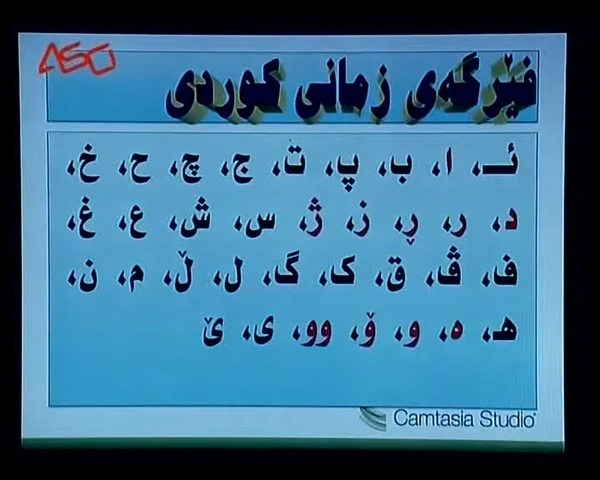 ASO
فێرگەی زمانی کوردی
ئـ، ا، ب، پ، ت، ج، چ، ح، خ،
د، ر، ڕ، ز، ژ، س، ش، ع، غ،
ف، ڤ، ق، ک، گ، ل، ڵ، م، ن،
هـ، ە، و، ۆ، وو، ی، ێ
Camtasia Studio